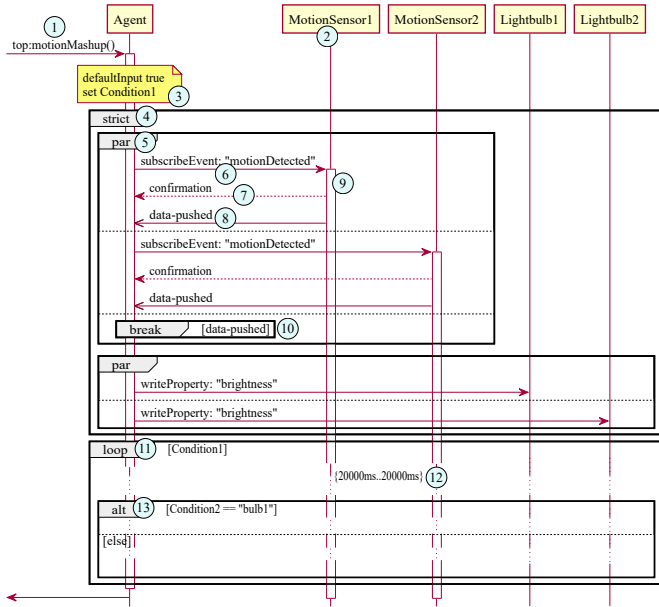 Agent MotionSensor1 MotionSensor2 Lightbulb1 Lightbulb2
1 2
top:motionMashup()
defaultInput true
set Condition1 3
strict 4
par 5
subscribeEvent: "motionDetected"
6 9
confirmation 7
data-pushed 8
subscribeEvent: "motionDetected"
confirmation
data-pushed
break [data-pushed] 10
par
writeProperty: "brightness"
writeProperty: "brightness"
loop 11 [Condition1]
{20000ms..20000ms} 12
alt 13 [Condition2 == "bulb1"]
[else]